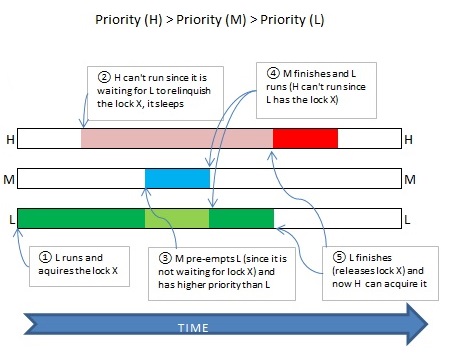 Priority (H) > Priority (M) > Priority (L)
② H can't run since it is
waiting for L to relinquish
the lock X, it sleeps
④ M finishes and L
runs (H can't run since
L has the lock X)
H
H
M
M
L
L
① L runs and
aquires the lock X
③ M pre-empts L (since it is
not waiting for lock X) and
has higher priority than L
⑤ L finishes
(releases lock X) and
now H can acquire it
TIME